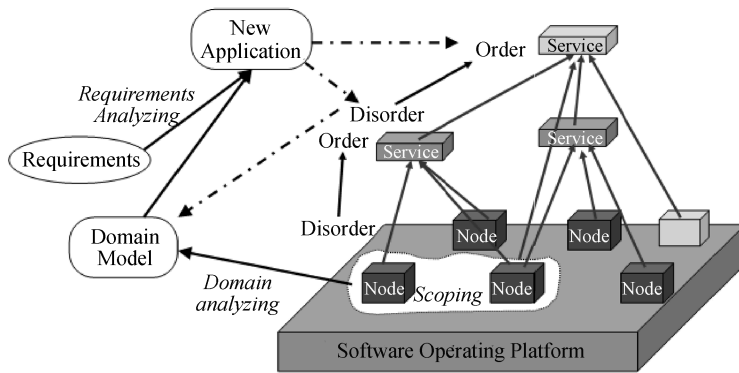 New
Application
Order
Service
Requirements
Analyzing
Disorder
Order
Service
Service
Requirements
Disorder
Node
Node
Domain
Model
Domain
analyzing
Node
Scoping
Node
Node
Software Operating Platform